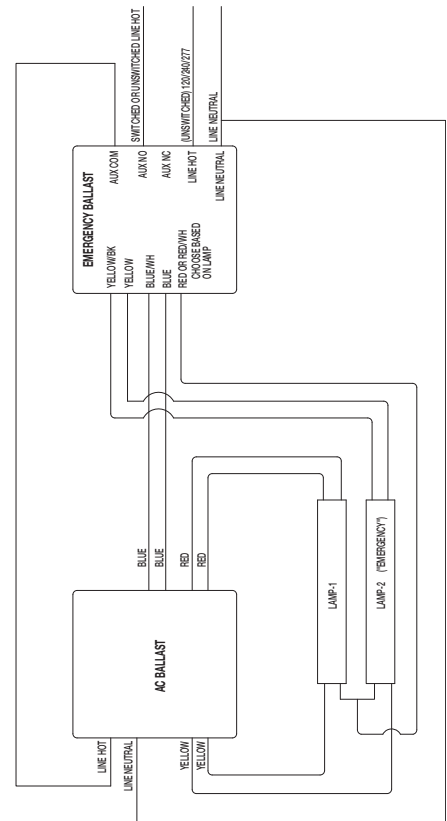 EMERGENCY BALLAST
YELLOW/BK
YELLOW
BLUE/WH
BLUE
RED OR RED/WH
CHOOSE BASED
ON LAMP
AUX COM
AUX NO
AUX NC
LINE HOT
LINE NEUTRAL
SWITCHED OR UNSWITCHED LINE HOT
(UNSWITCHED) 120/240/277
LINE NEUTRAL
AC BALLAST
BLUE
BLUE
RED
RED
LINE HOT
LINE NEUTRAL
YELLOW
YELLOW
LAMP-1
LAMP-2 ("EMERGENCY")